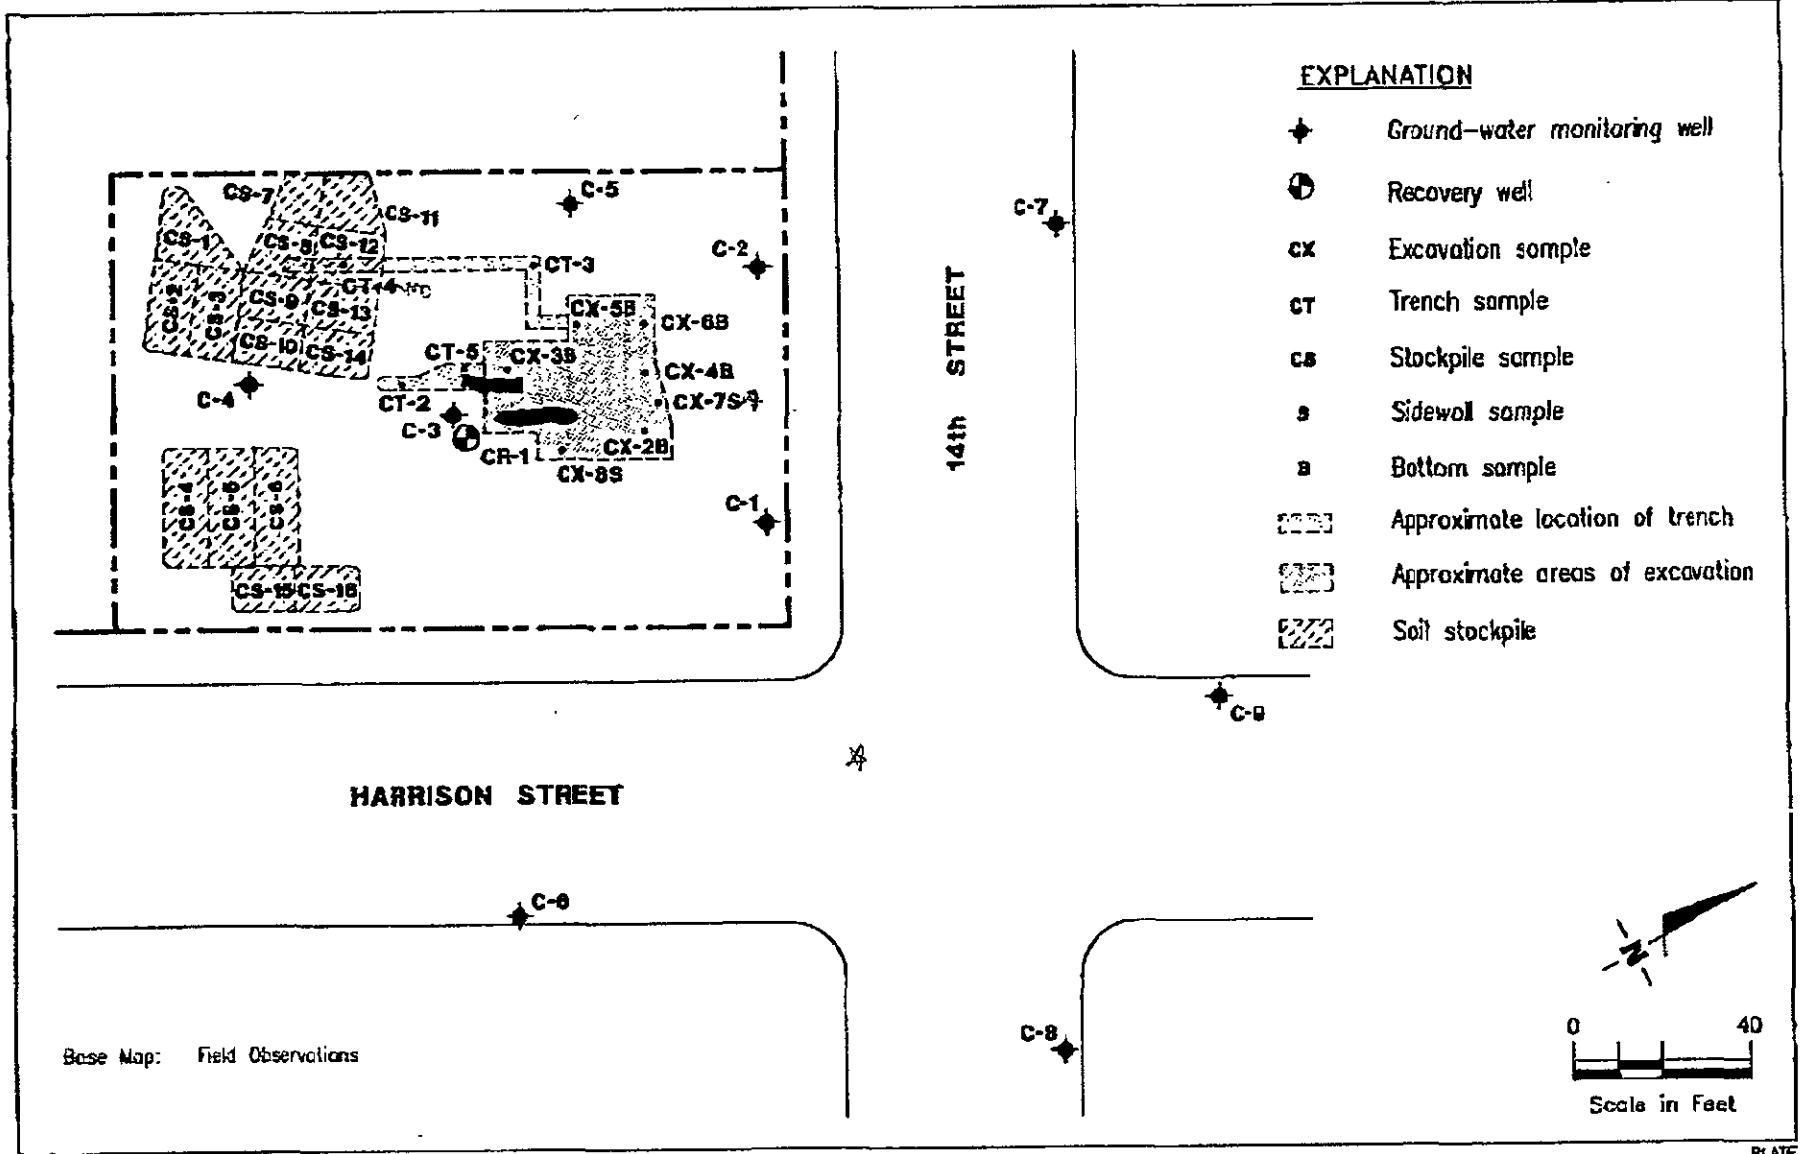 EXPLANATION
Ground-water monitoring well
Recovery well
CX Excavation sample
CT Trench sample
CS Stockpile sample
S Sidewall sample
B Bottom sample
Approximate location of trench
Approximate areas of excavation
Soil stockpile
CS-7
CS-11
C-5
C-7
CS-1
CS-8
CS-12
C-2
CT-3
CS-2
CS-3
CT-4
CS-9
CS-13
CX-5B
CX-6B
CS-10
CS-14
CT-5
CX-3B
CX-4B
C-4
CT-2
CX-7S
C-3
CR-1
CX-2B
CX-8S
C-1
CS-4
CS-5
CS-6
CS-15
CS-16
14th STREET
C-9
HARRISON STREET
C-6
C-8
N
0 40
Scale in Feet
Base Map: Field Observations
PLATE